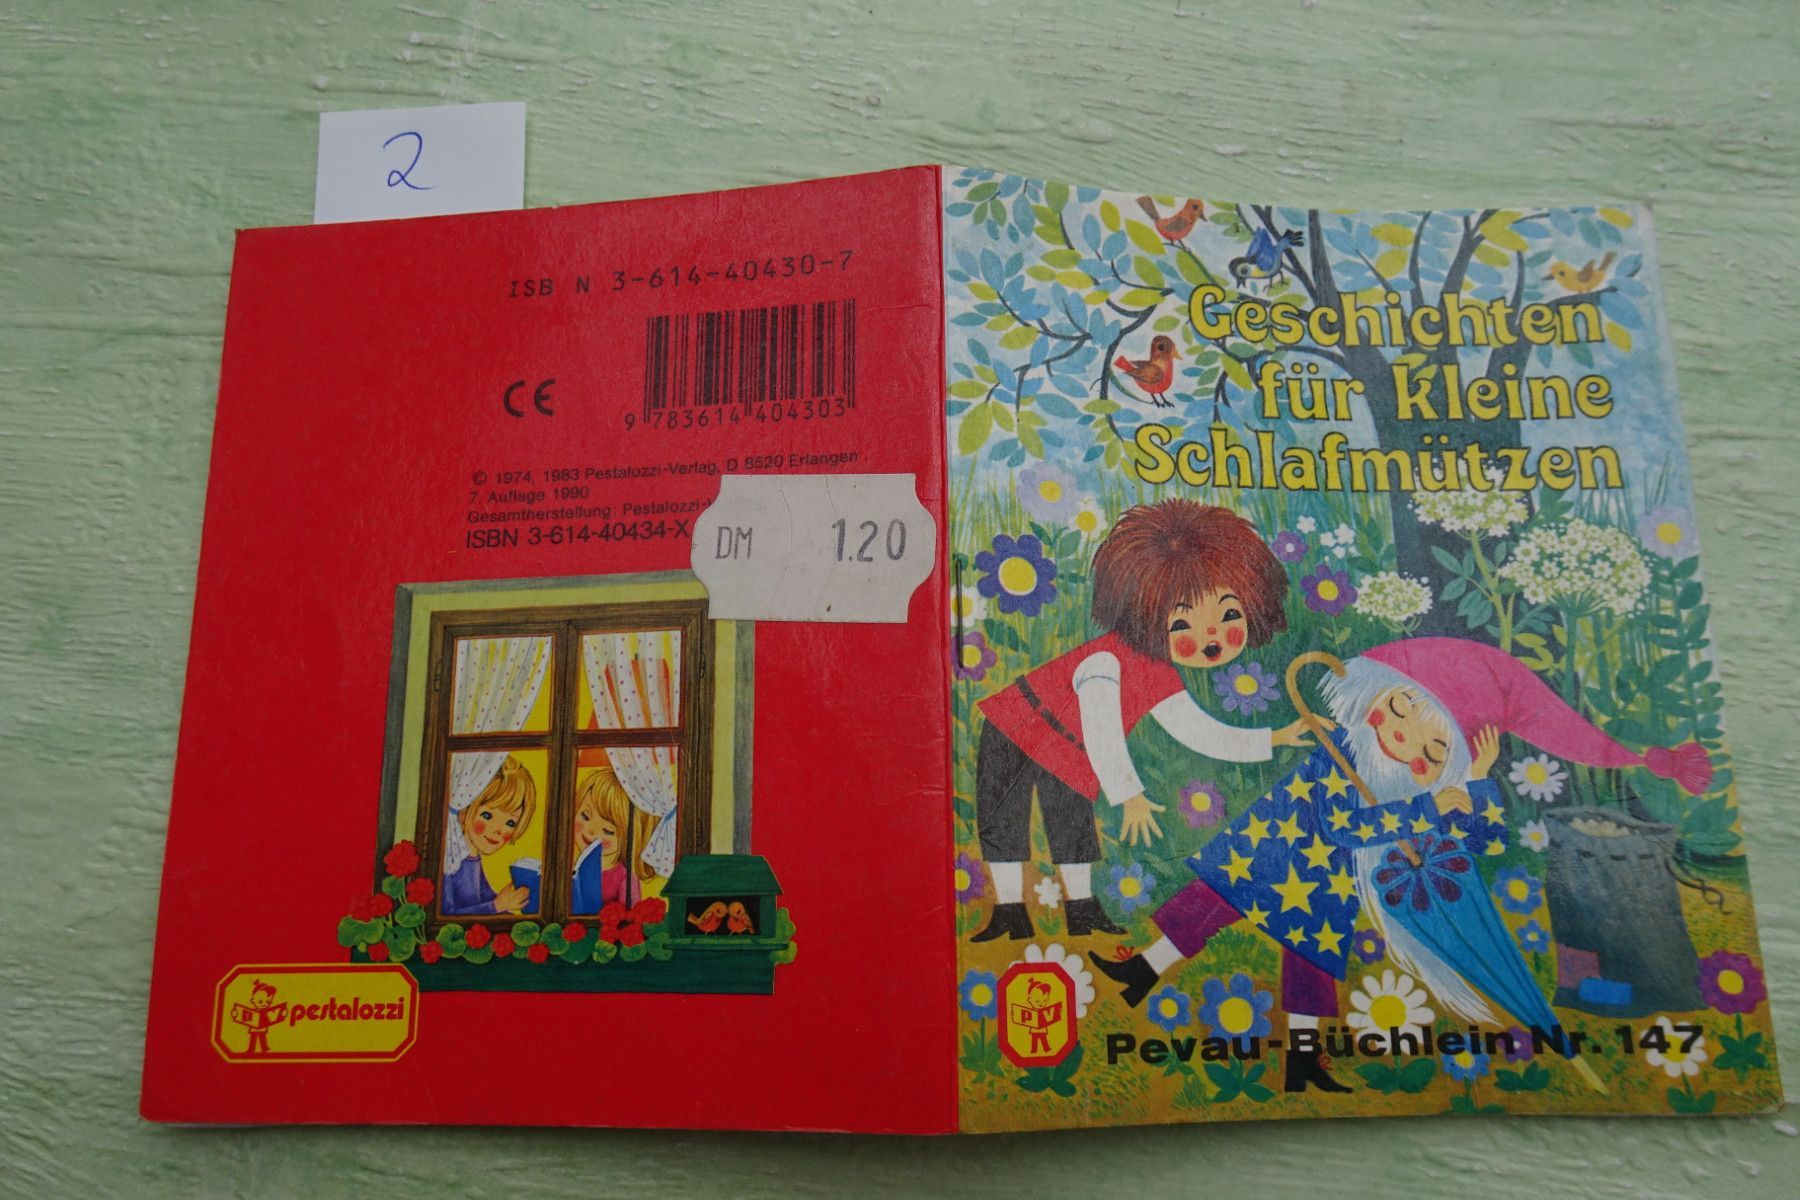 2
ISB N 3-614-40430-7
CE
9 783614 404303
© 1974, 1983 Pestalozzi-Verlag, D 8520 Erlangen
7. Auflage 1990
Gesamtherstellung: Pestalozzi-
ISBN 3-614-40434-X
DM 1.20
pestalozzi
Geschichten
für kleine
Schlafmützen
PV
Pevau-Büchlein Nr. 147